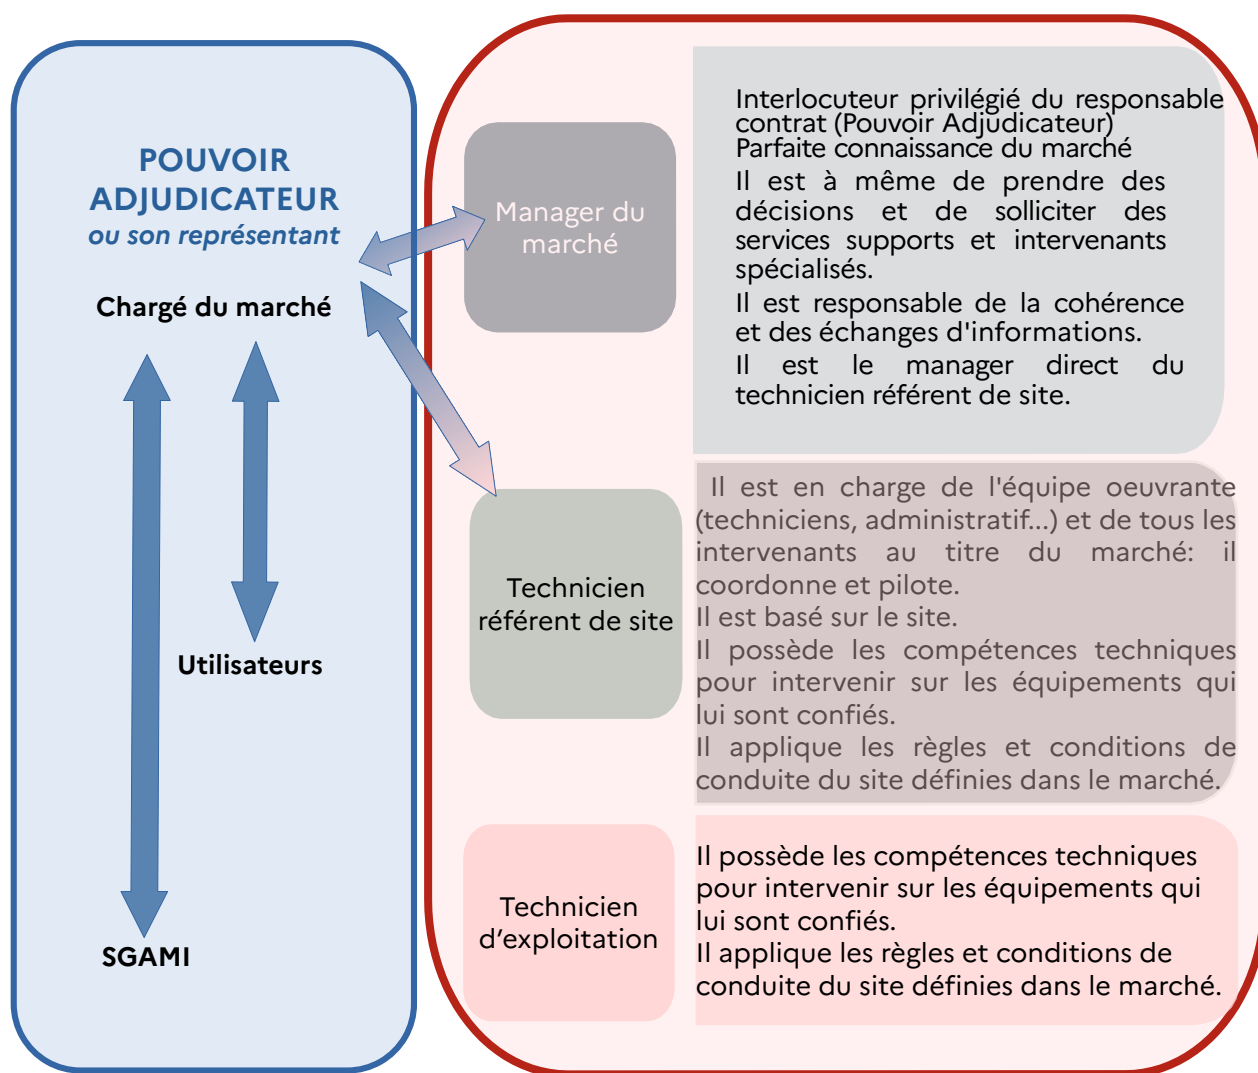 POUVOIR
ADJUDICATEUR
ou son représentant
Chargé du marché
Utilisateurs
SGAMI
Manager du
marché
Interlocuteur privilégié du responsable
contrat (Pouvoir Adjudicateur)
Parfaite connaissance du marché
Il est à même de prendre des
décisions et de solliciter des
services supports et intervenants
spécialisés.
Il est responsable de la cohérence
et des échanges d'informations.
Il est le manager direct du
technicien référent de site.
Technicien
référent de site
Il est en charge de l'équipe oeuvrante
(techniciens, administratif...) et de tous les
intervenants au titre du marché: il
coordonne et pilote.
Il est basé sur le site.
Il possède les compétences techniques
pour intervenir sur les équipements qui
lui sont confiés.
Il applique les règles et conditions de
conduite du site définies dans le marché.
Technicien
d’exploitation
Il possède les compétences techniques
pour intervenir sur les équipements qui
lui sont confiés.
Il applique les règles et conditions de
conduite du site définies dans le marché.